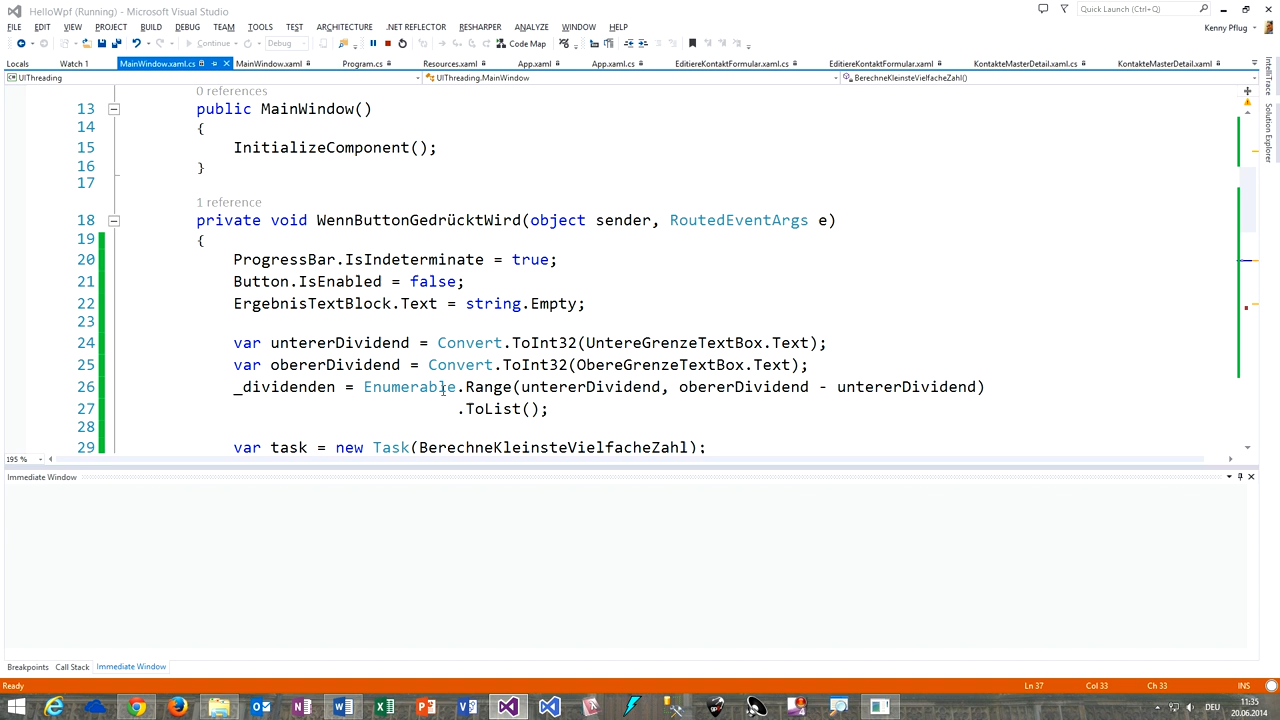 HelloWpf (Running) - Microsoft Visual Studio
Quick Launch (Ctrl+Q)
FILE EDIT VIEW PROJECT BUILD DEBUG TEAM TOOLS TEST ARCHITECTURE .NET REFLECTOR RESHARPER ANALYZE WINDOW HELP
Kenny Pflug
Continue Debug Code Map
Locals Watch 1 MainWindow.xaml.cs MainWindow.xaml Program.cs Resources.xaml App.xaml App.xaml.cs EditiereKontaktFormular.xaml.cs EditiereKontaktFormular.xaml KontakteMasterDetail.xaml.cs KontakteMasterDetail.xaml
UIThreading UIThreading.MainWindow BerechneKleinsteVielfacheZahl()
IntelliTrace
Solution Explorer
0 references
13 public MainWindow()
14 {
15 InitializeComponent();
16 }
17
1 reference
18 private void WennButtonGedrücktWird(object sender, RoutedEventArgs e)
19 {
20 ProgressBar.IsIndeterminate = true;
21 Button.IsEnabled = false;
22 ErgebnisTextBlock.Text = string.Empty;
23
24 var untererDividend = Convert.ToInt32(UntereGrenzeTextBox.Text);
25 var obererDividend = Convert.ToInt32(ObereGrenzeTextBox.Text);
26 _dividenden = Enumerable.Range(untererDividend, obererDividend - untererDividend)
27 .ToList();
28
29 var task = new Task(BerechneKleinsteVielfacheZahl);
195 %
Immediate Window
Breakpoints Call Stack Immediate Window
Ready Ln 37 Col 33 Ch 33 INS
DEU 11:35
20.06.2014